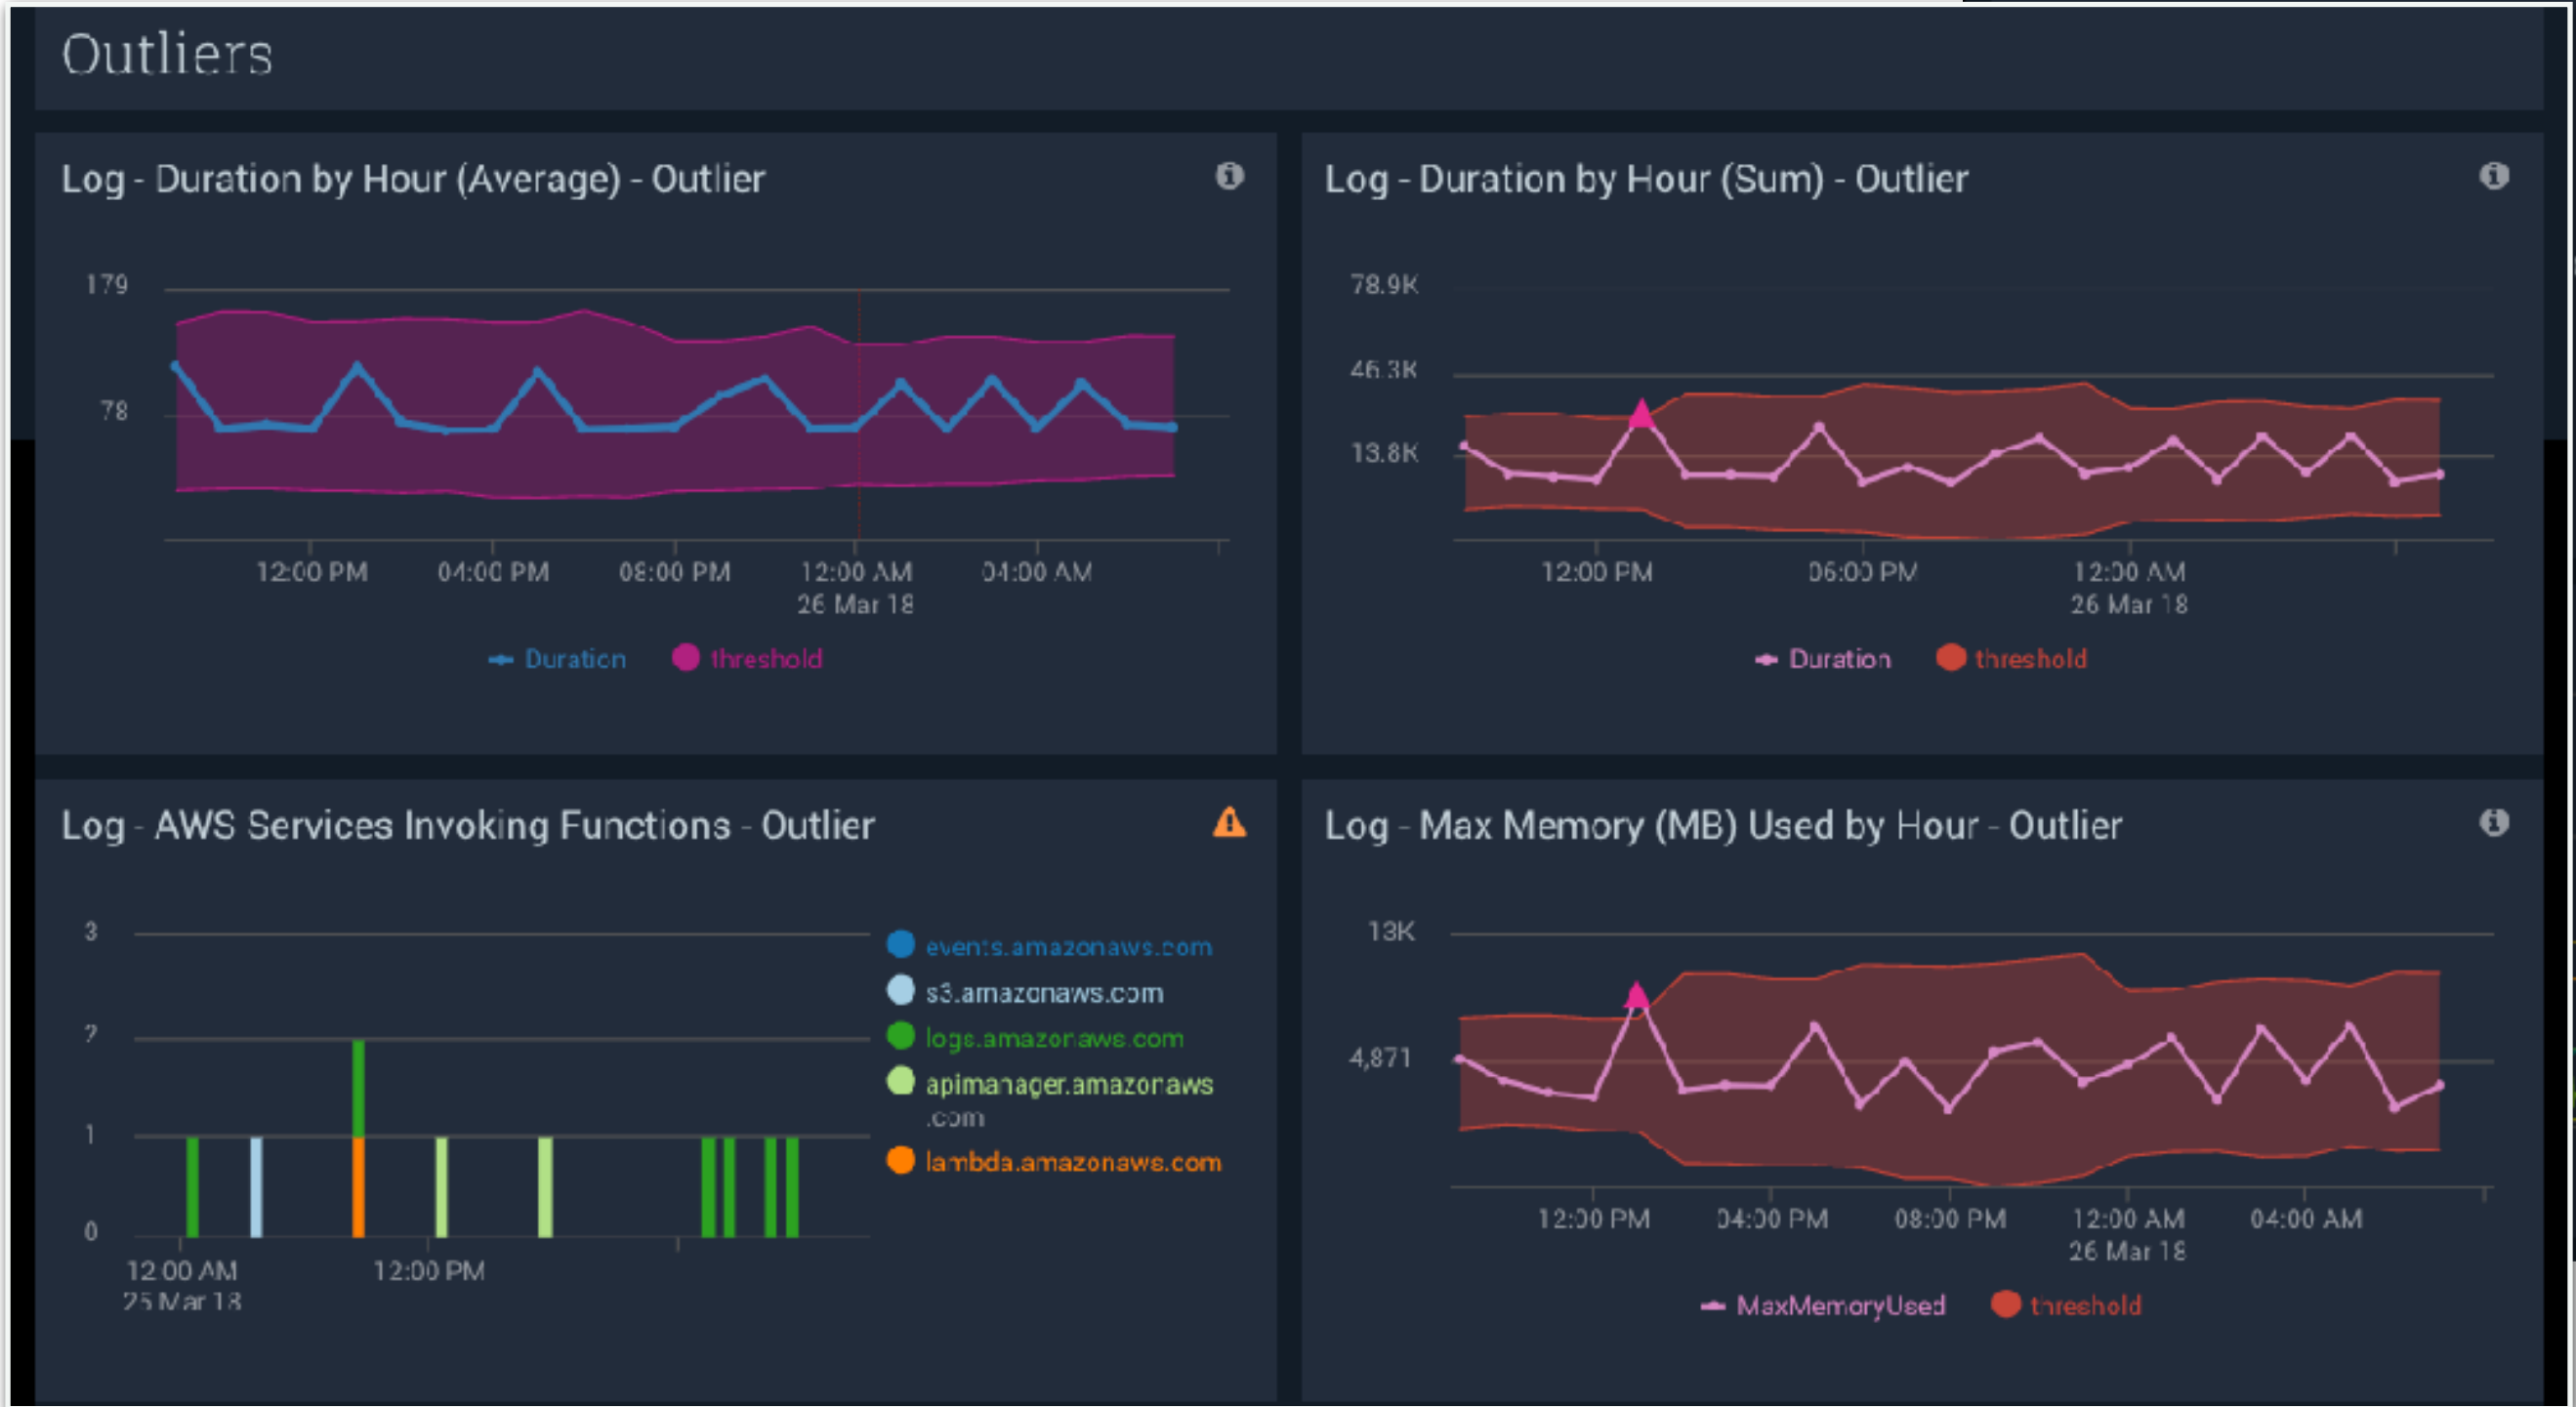 Outliers
Log - Duration by Hour (Average) - Outlier
179
78
12:00 PM 04:00 PM 08:00 PM 12:00 AM 04:00 AM
26 Mar 18
Duration threshold
Log - Duration by Hour (Sum) - Outlier
78.9K
46.3K
13.8K
12:00 PM 06:00 PM 12:00 AM
26 Mar 18
Duration threshold
Log - AWS Services Invoking Functions - Outlier
3
2
1
0
12:00 AM 12:00 PM
25 Mar 18
events.amazonaws.com
s3.amazonaws.com
logs.amazonaws.com
apimanager.amazonaws
.com
lambda.amazonaws.com
Log - Max Memory (MB) Used by Hour - Outlier
13K
4,871
12:00 PM 04:00 PM 08:00 PM 12:00 AM 04:00 AM
26 Mar 18
MaxMemoryUsed threshold